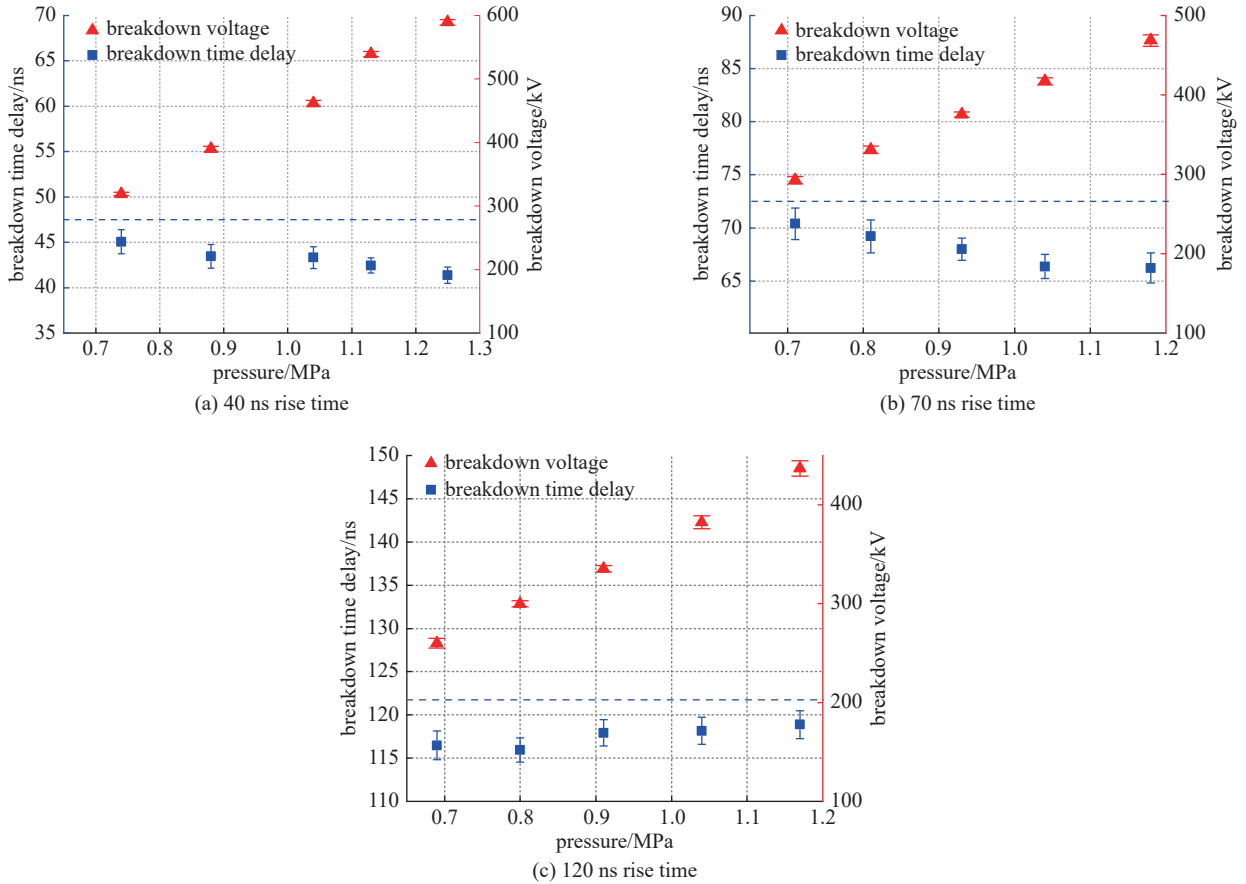 70
65
60
55
50
45
40
35
breakdown time delay/ns
breakdown voltage
breakdown time delay
600
500
400
300
200
100
breakdown voltage/kV
0.7 0.8 0.9 1.0 1.1 1.2 1.3
pressure/MPa
(a) 40 ns rise time
90
85
80
75
70
65
breakdown time delay/ns
breakdown voltage
breakdown time delay
500
400
300
200
100
breakdown voltage/kV
0.7 0.8 0.9 1.0 1.1 1.2
pressure/MPa
(b) 70 ns rise time
150
145
140
135
130
125
120
115
110
breakdown time delay/ns
breakdown voltage
breakdown time delay
400
300
200
100
breakdown voltage/kV
0.7 0.8 0.9 1.0 1.1 1.2
pressure/MPa
(c) 120 ns rise time